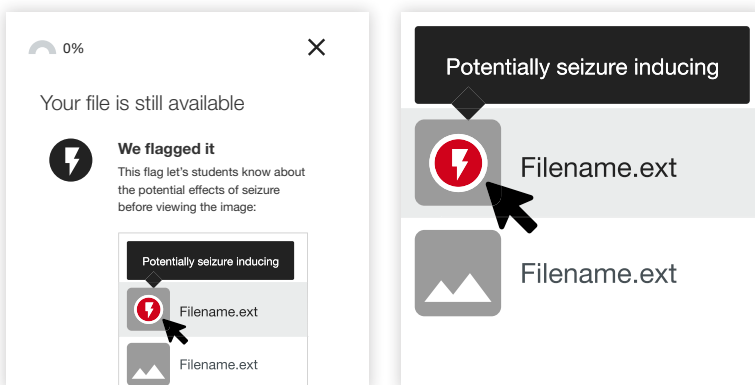 0%
Your file is still available
We flagged it
This flag let's students know about
the potential effects of seizure
before viewing the image:
Potentially seizure inducing
Filename.ext
Filename.ext
Potentially seizure inducing
Filename.ext
Filename.ext